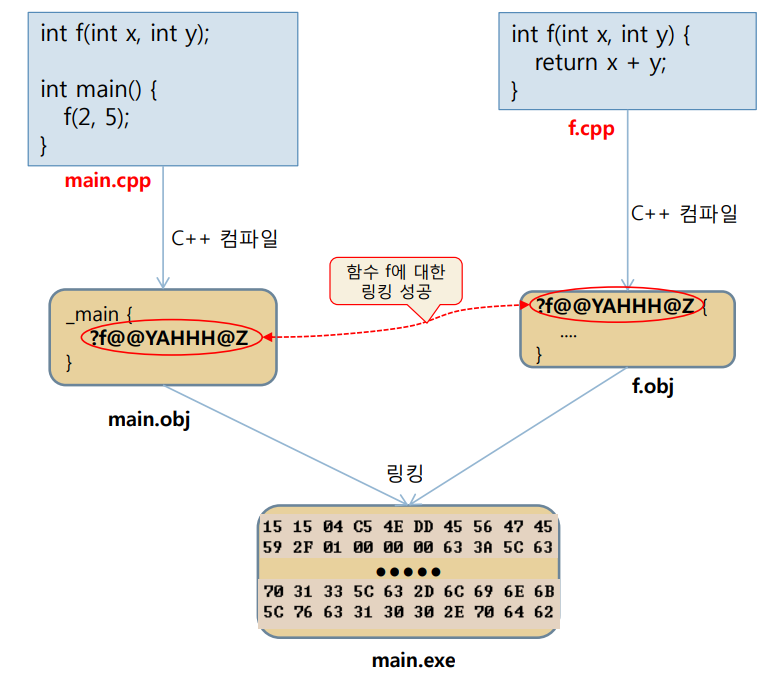 int f(int x, int y);
int main() {
f(2, 5);
}
main.cpp
int f(int x, int y) {
return x + y;
}
f.cpp
C++ 컴파일
C++ 컴파일
함수 f에 대한
링킹 성공
_main {
?f@@YAHHH@Z
}
main.obj
?f@@YAHHH@Z {
....
}
f.obj
링킹
15 15 04 C5 4E DD 45 56 47 45
59 2F 01 00 00 00 63 3A 5C 63
●●●●●
70 31 33 5C 63 2D 6C 69 6E 6B
5C 76 63 31 30 30 2E 70 64 62
main.exe